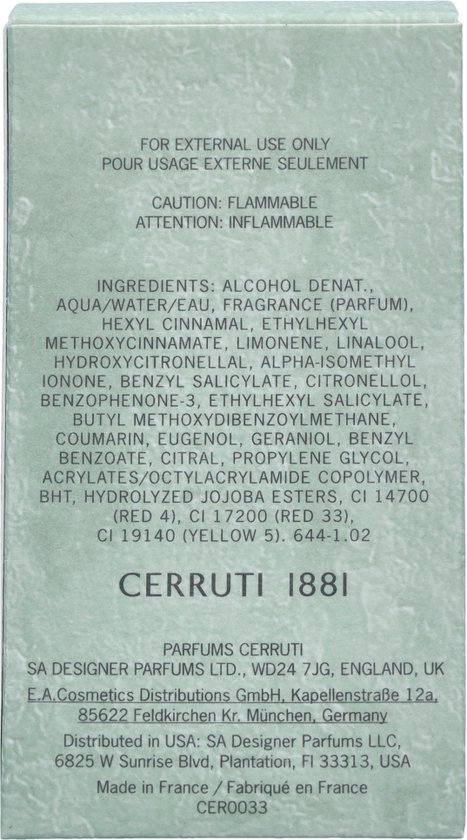 FOR EXTERNAL USE ONLY
POUR USAGE EXTERNE SEULEMENT
CAUTION: FLAMMABLE
ATTENTION: INFLAMMABLE
INGREDIENTS: ALCOHOL DENAT.,
AQUA/WATER/EAU, FRAGRANCE (PARFUM),
HEXYL CINNAMAL, ETHYLHEXYL
METHOXYCINNAMATE, LIMONENE, LINALOOL,
HYDROXYCITRONELLAL, ALPHA-ISOMETHYL
IONONE, BENZYL SALICYLATE, CITRONELLOL,
BENZOPHENONE-3, ETHYLHEXYL SALICYLATE,
BUTYL METHOXYDIBENZOYLMETHANE,
COUMARIN, EUGENOL, GERANIOL, BENZYL
BENZOATE, CITRAL, PROPYLENE GLYCOL,
ACRYLATES/OCTYLACRYLAMIDE COPOLYMER,
BHT, HYDROLYZED JOJOBA ESTERS, CI 14700
(RED 4), CI 17200 (RED 33),
CI 19140 (YELLOW 5). 644-1.02
CERRUTI 1881
PARFUMS CERRUTI
SA DESIGNER PARFUMS LTD., WD24 7JG, ENGLAND, UK
E.A.Cosmetics Distributions GmbH, Kapellenstraße 12a,
85622 Feldkirchen Kr. München, Germany
Distributed in USA: SA Designer Parfums LLC,
6825 W Sunrise Blvd, Plantation, Fl 33313, USA
Made in France / Fabriqué en France
CER0033